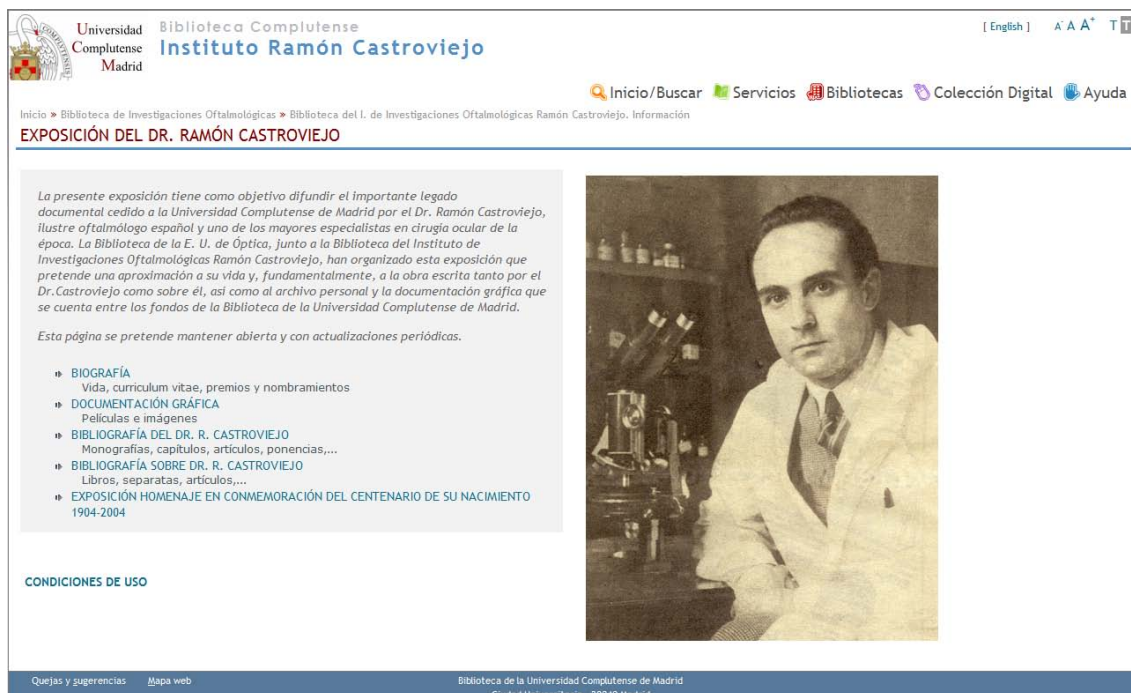 Universidad
Complutense
Madrid
Biblioteca Complutense
Instituto Ramón Castroviejo
[ English ] A- A A+ T T
Inicio/Buscar Servicios Bibliotecas Colección Digital Ayuda
Inicio » Biblioteca de Investigaciones Oftalmológicas » Biblioteca del I. de Investigaciones Oftalmológicas Ramón Castroviejo. Información
EXPOSICIÓN DEL DR. RAMÓN CASTROVIEJO
La presente exposición tiene como objetivo difundir el importante legado
documental cedido a la Universidad Complutense de Madrid por el Dr. Ramón Castroviejo,
ilustre oftalmólogo español y uno de los mayores especialistas en cirugia ocular de la
época. La Biblioteca de la E. U. de Óptica, junto a la Biblioteca del Instituto de
Investigaciones Oftalmológicas Ramón Castroviejo, han organizado esta exposición que
pretende una aproximación a su vida y, fundamentalmente, a la obra escrita tanto por el
Dr.Castroviejo como sobre él, asi como al archivo personal y la documentación gráfica que
se cuenta entre los fondos de la Biblioteca de la Universidad Complutense de Madrid.
Esta página se pretende mantener abierta y con actualizaciones periódicas.
BIOGRAFÍA
Vida, curriculum vitae, premios y nombramientos
DOCUMENTACIÓN GRÁFICA
Películas e imágenes
BIBLIOGRAFÍA DEL DR. R. CASTROVIEJO
Monografías, capítulos, artículos, ponencias,...
BIBLIOGRAFÍA SOBRE DR. R. CASTROVIEJO
Libros, separatas, artículos,...
EXPOSICIÓN HOMENAJE EN CONMEMORACIÓN DEL CENTENARIO DE SU NACIMIENTO
1904-2004
CONDICIONES DE USO
Quejas y sugerencias Mapa web Biblioteca de la Universidad Complutense de Madrid